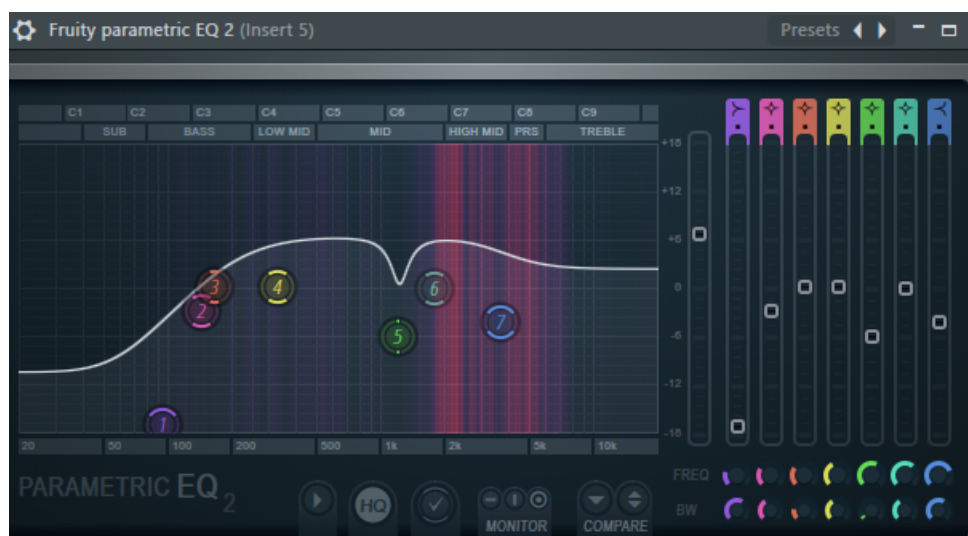 Fruity parametric EQ 2 (Insert 5) Presets
C1 C2 C3 C4 C5 C6 C7 C8 C9
SUB BASS LOW MID MID HIGH MID PRS TREBLE
+18
+12
+6
0
-6
-12
-18
3 4 6
2 7
5
1
20 50 100 200 500 1k 2k 5k 10k
FREQ
PARAMETRIC EQ 2
HQ
BW
MONITOR COMPARE